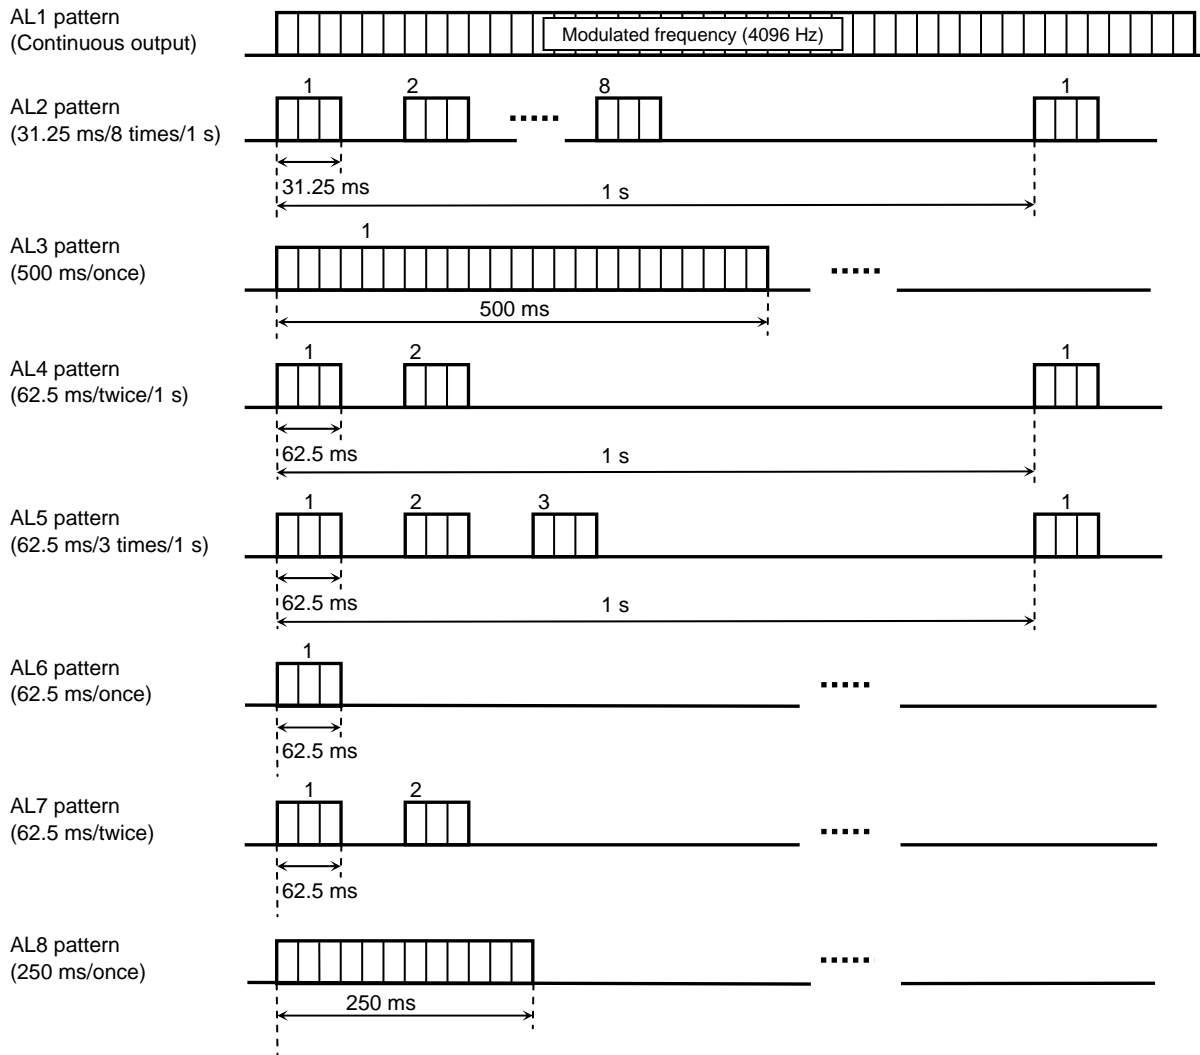 AL1 pattern
(Continuous output)
Modulated frequency (4096 Hz)
1 2 8 1
AL2 pattern
(31.25 ms/8 times/1 s)
31.25 ms
1 s
AL3 pattern
(500 ms/once)
1
500 ms
1 2 1
AL4 pattern
(62.5 ms/twice/1 s)
62.5 ms
1 s
1 2 3 1
AL5 pattern
(62.5 ms/3 times/1 s)
62.5 ms
1 s
1
AL6 pattern
(62.5 ms/once)
62.5 ms
1 2
AL7 pattern
(62.5 ms/twice)
62.5 ms
AL8 pattern
(250 ms/once)
250 ms